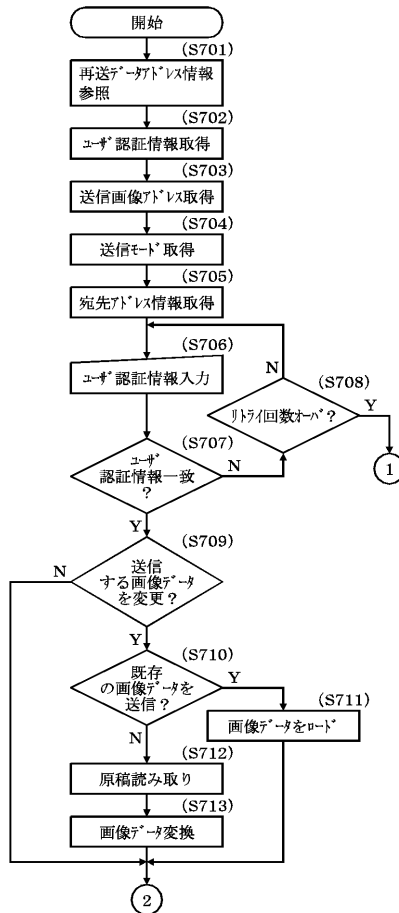 開始
(S701)
再送ﾃﾞｰﾀｱﾄﾞﾚｽ情報
参照
(S702)
ﾕｰｻﾞ認証情報取得
(S703)
送信画像ｱﾄﾞﾚｽ取得
(S704)
送信ﾓｰﾄﾞ取得
(S705)
宛先ｱﾄﾞﾚｽ情報取得
(S706)
ﾕｰｻﾞ認証情報入力
N
(S708)
ﾘﾄﾗｲ回数ｵｰﾊﾞ?
Y
1
(S707)
ﾕｰｻﾞ
認証情報一致
?
N
Y
(S709)
N
送信
する画像ﾃﾞｰﾀ
を変更?
Y
(S710)
既存
の画像ﾃﾞｰﾀを
送信?
Y
(S711)
画像ﾃﾞｰﾀをﾛｰﾄﾞ
N
(S712)
原稿読み取り
(S713)
画像ﾃﾞｰﾀ変換
2